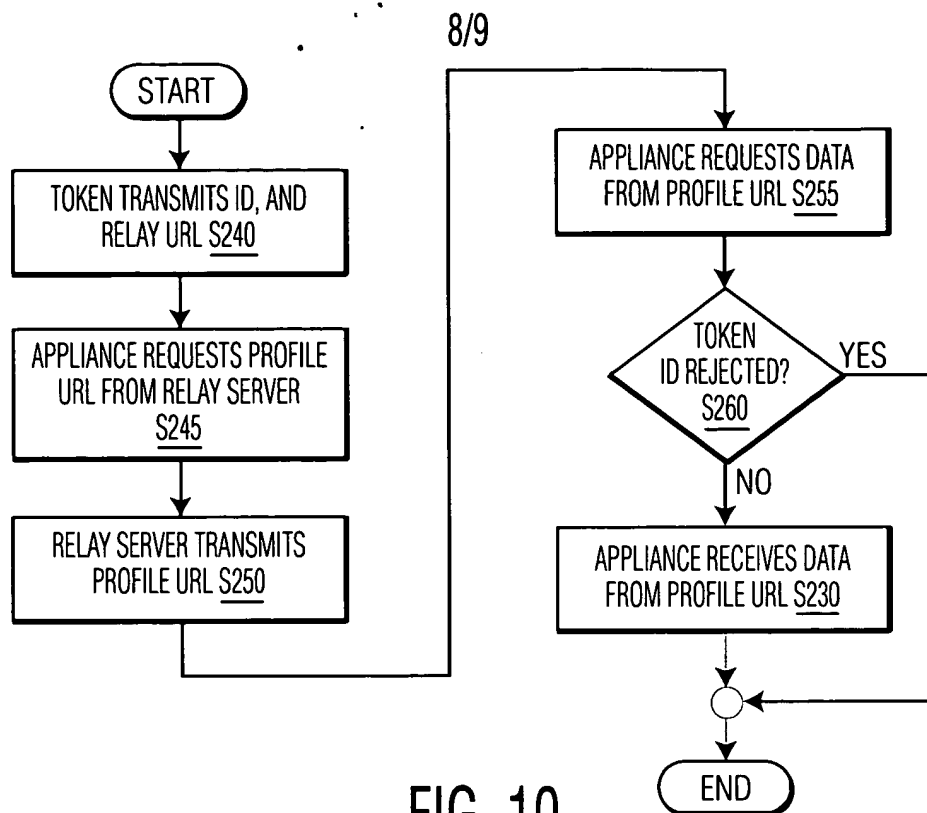 8/9
START
TOKEN TRANSMITS ID, AND
RELAY URL S240
APPLIANCE REQUESTS PROFILE
URL FROM RELAY SERVER
S245
RELAY SERVER TRANSMITS
PROFILE URL S250
APPLIANCE REQUESTS DATA
FROM PROFILE URL S255
TOKEN
ID REJECTED?
S260
YES
NO
APPLIANCE RECEIVES DATA
FROM PROFILE URL S230
END
FIG. 10